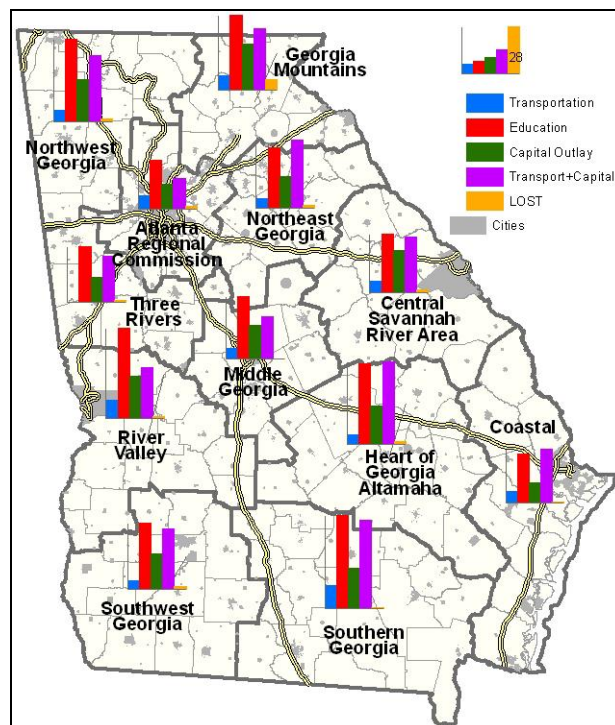 Georgia
Mountains
28
Transportation
Education
Capital Outlay
Transport+Capital
LOST
Cities
Northwest
Georgia
Atlanta
Regional
Commission
Northeast
Georgia
Three
Rivers
Central
Savannah
River Area
Middle
Georgia
River
Valley
Heart of
Georgia
Altamaha
Coastal
Southwest
Georgia
Southern
Georgia